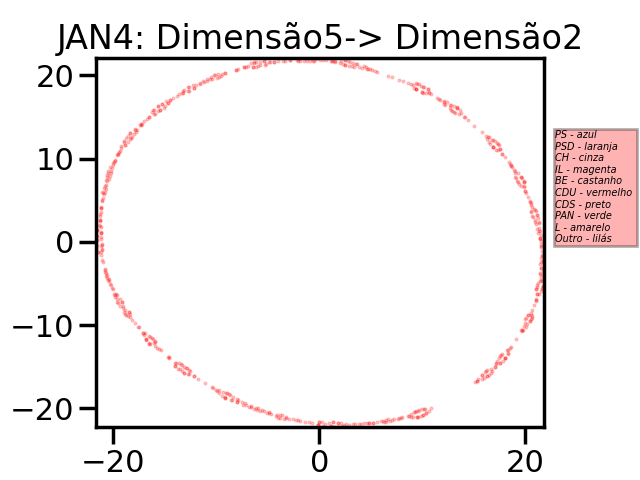 JAN4: Dimensão5-> Dimensão2
20
10
0
−10
−20
−20
0
20
PS - azul
PSD - laranja
CH - cinza
IL - magenta
BE - castanho
CDU - vermelho
CDS - preto
PAN - verde
L - amarelo
Outro - lilás